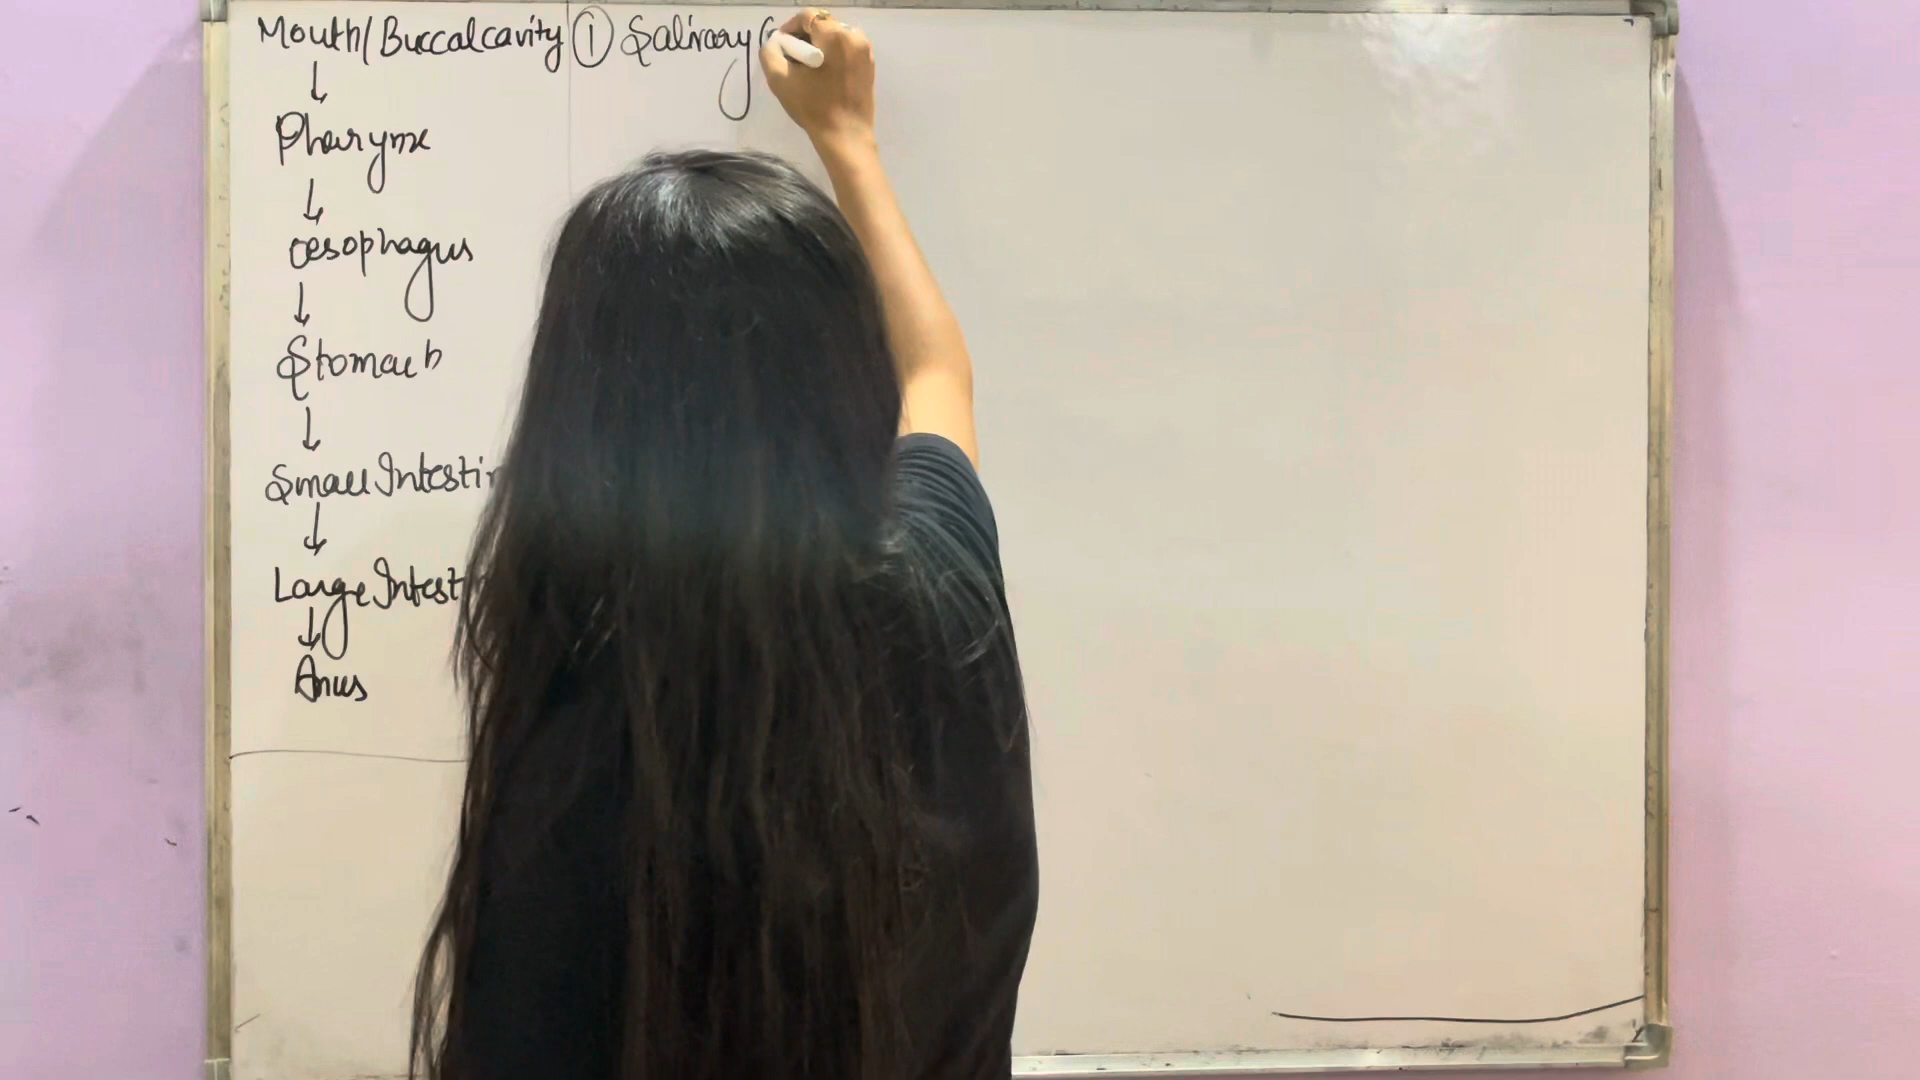 Mouth/Buccalcavity ① Salivary
↓
Pharynx
↓
Oesophagus
↓
Stomach
↓
Small Intestin
↓
Large Intest
↓
Anus